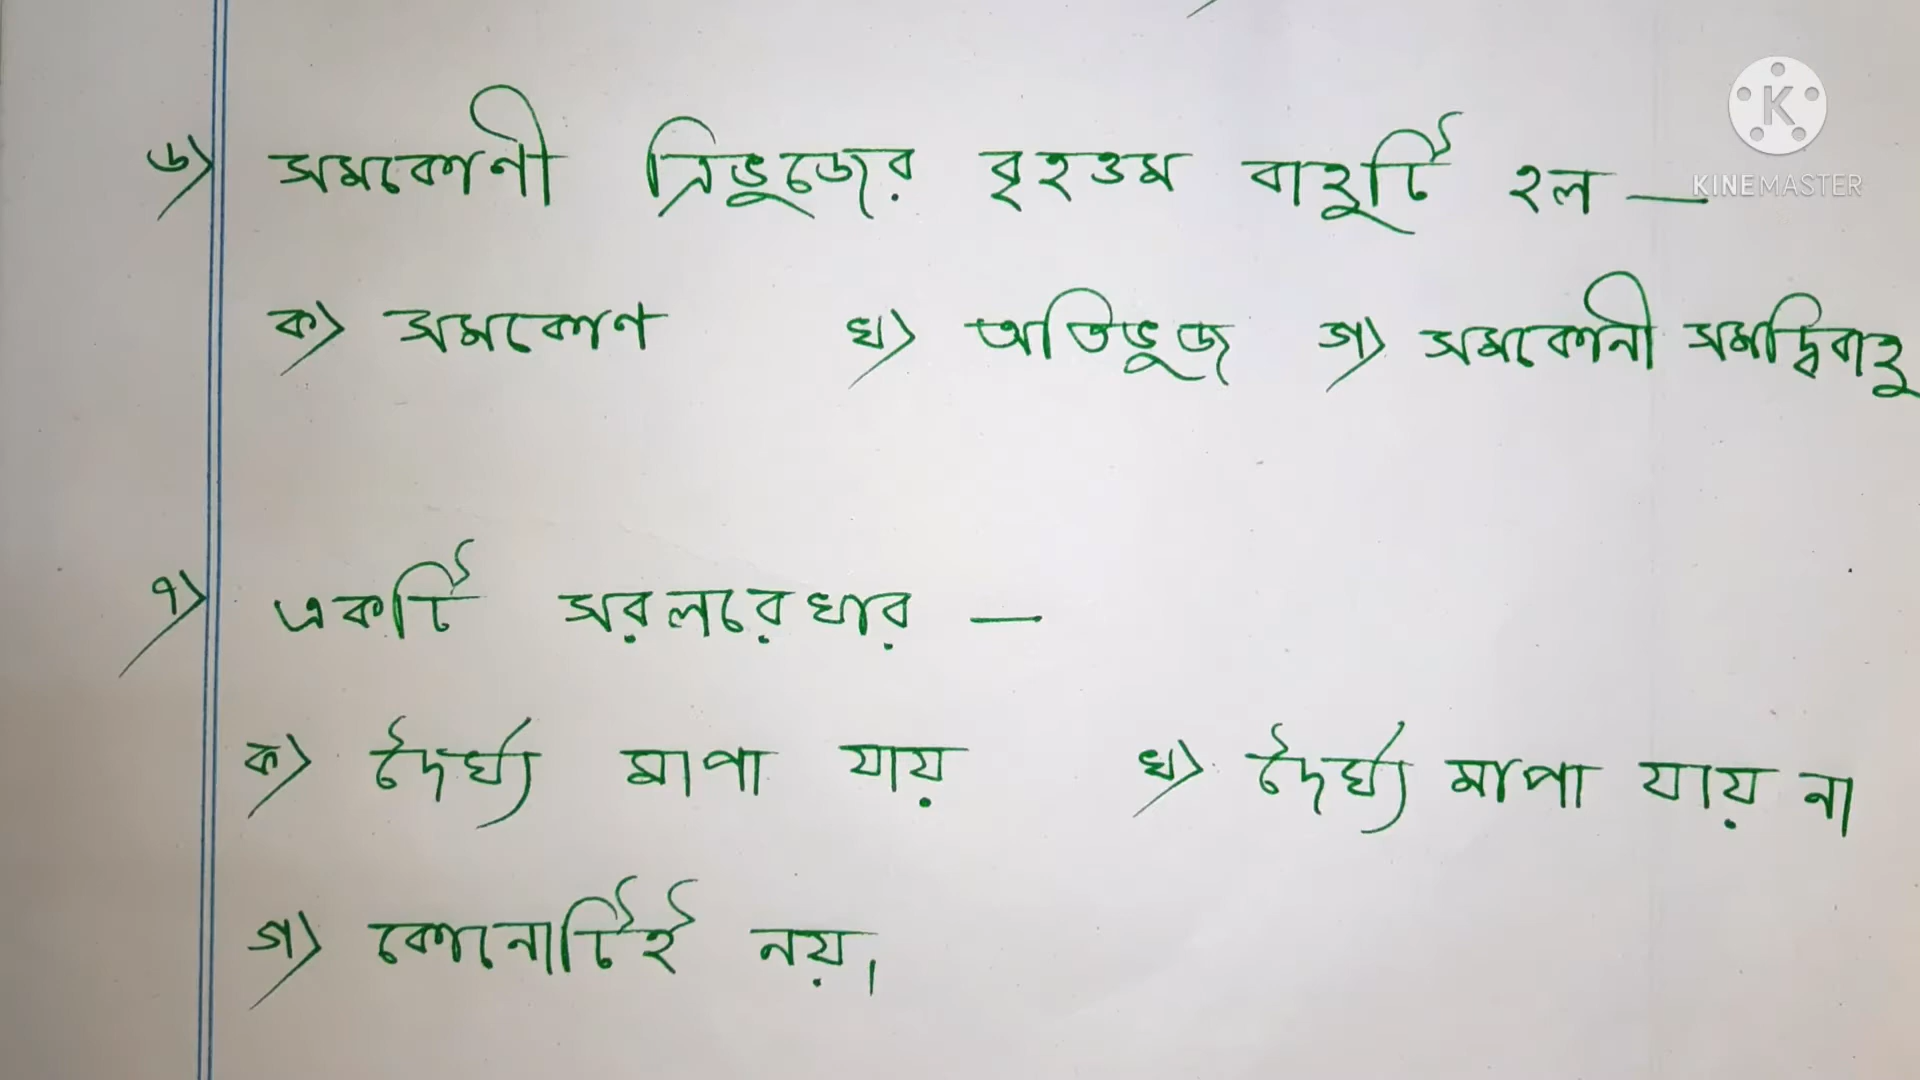 ৬) সমকোণী ত্রিভুজের বৃহত্তম বাহুটি হল —
ক) সমকোণ খ) অতিভুজ গ) সমকোনী সমদ্বিবাহু
৭) একটি সরলরেখার —
ক) দৈর্ঘ্য মাপা যায় খ) দৈর্ঘ্য মাপা যায় না
গ) কোনোটিই নয়।
KINEMASTER